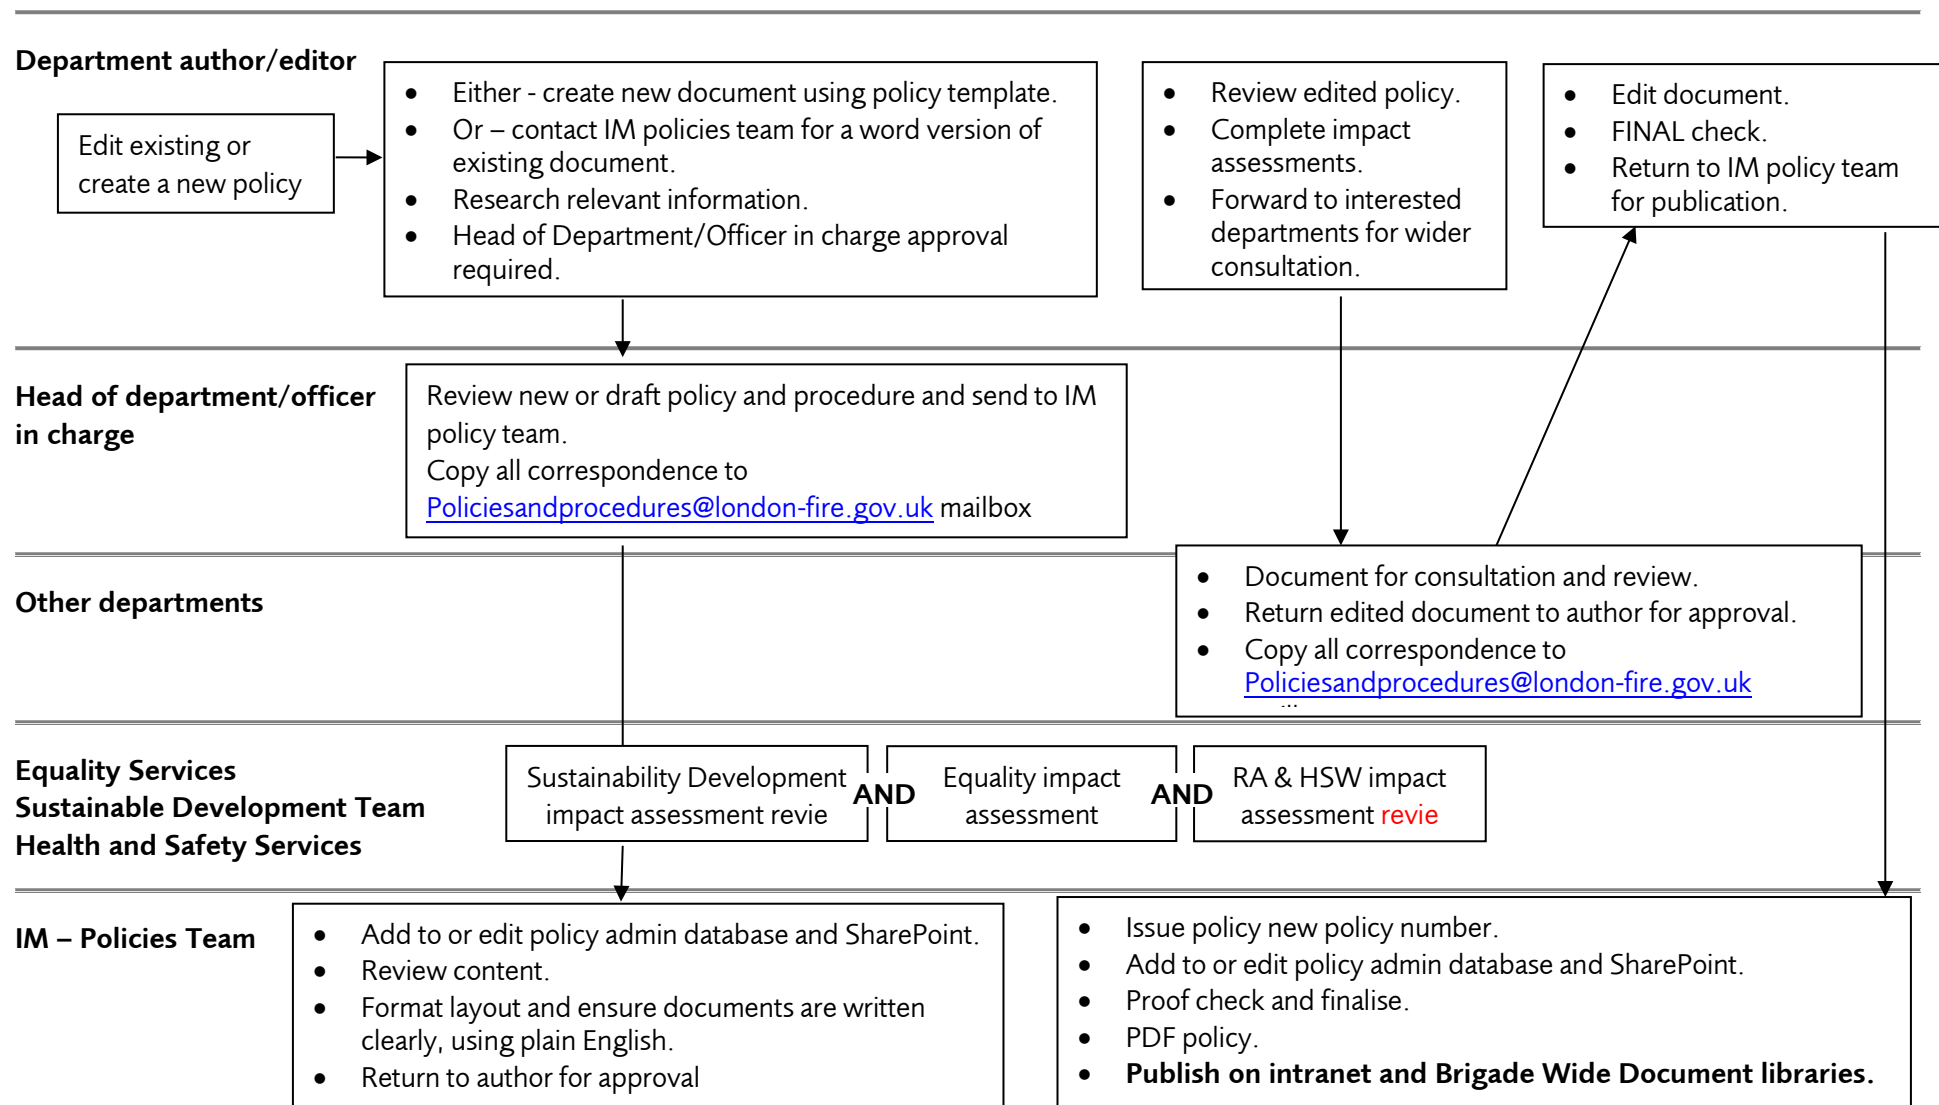 Department author/editor
Edit existing or
create a new policy
• Either - create new document using policy template.
• Or – contact IM policies team for a word version of
existing document.
• Research relevant information.
• Head of Department/Officer in charge approval
required.
• Review edited policy.
• Complete impact
assessments.
• Forward to interested
departments for wider
consultation.
• Edit document.
• FINAL check.
• Return to IM policy team
for publication.
Head of department/officer
in charge
Review new or draft policy and procedure and send to IM
policy team.
Copy all correspondence to
Policiesandprocedures@london-fire.gov.uk mailbox
Other departments
• Document for consultation and review.
• Return edited document to author for approval.
• Copy all correspondence to
Policiesandprocedures@london-fire.gov.uk
Equality Services
Sustainable Development Team
Health and Safety Services
Sustainability Development
impact assessment revie
AND
Equality impact
assessment
AND
RA & HSW impact
assessment revie
IM – Policies Team
• Add to or edit policy admin database and SharePoint.
• Review content.
• Format layout and ensure documents are written
clearly, using plain English.
• Return to author for approval
• Issue policy new policy number.
• Add to or edit policy admin database and SharePoint.
• Proof check and finalise.
• PDF policy.
• Publish on intranet and Brigade Wide Document libraries.